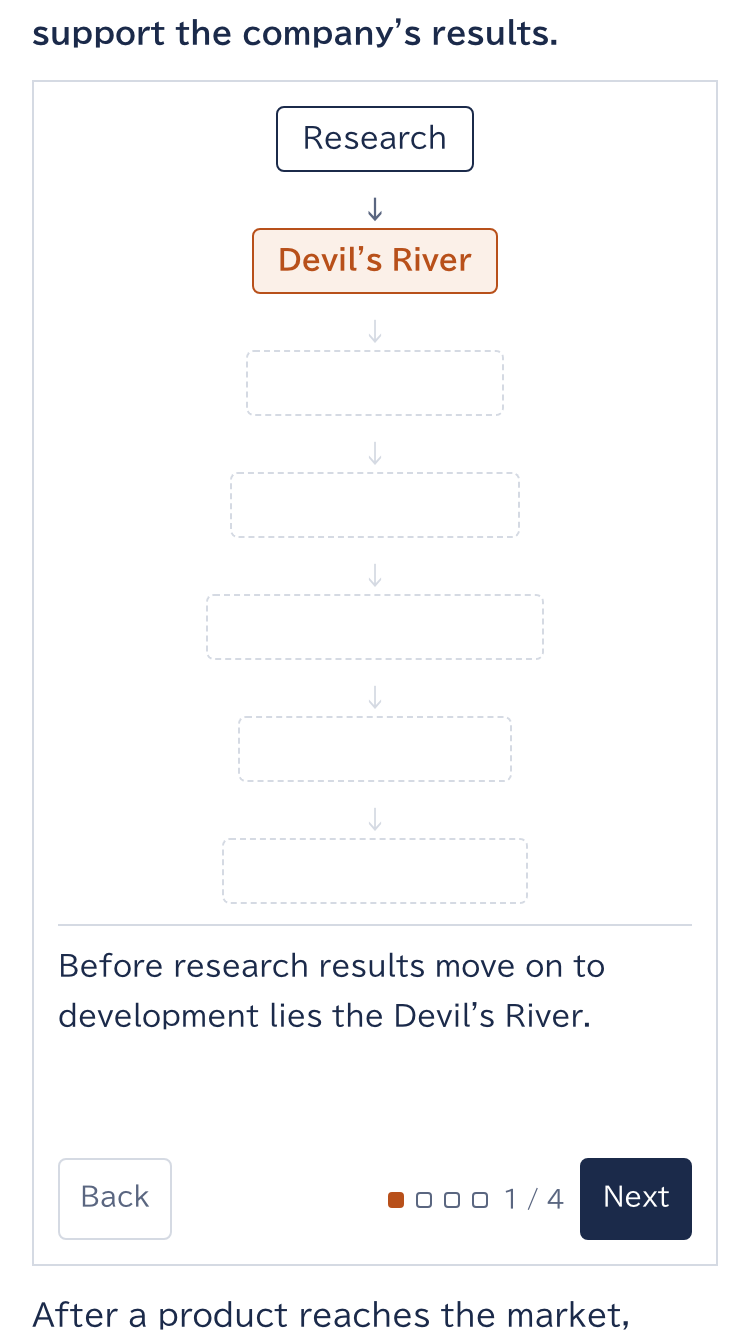 support the company’s results.
Research
↓
Devil’s River
↓
↓
↓
↓
↓
Before research results move on to
development lies the Devil’s River.
Back
1 / 4
Next
After a product reaches the market,